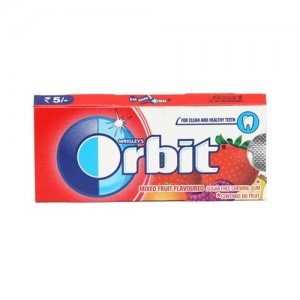 ₹ 5/-
FOR CLEAN AND HEALTHY TEETH
WRIGLEY'S
Orbit
MIXED FRUIT FLAVOURED SUGAR FREE CHEWING GUM
CONTAINS NO FRUIT